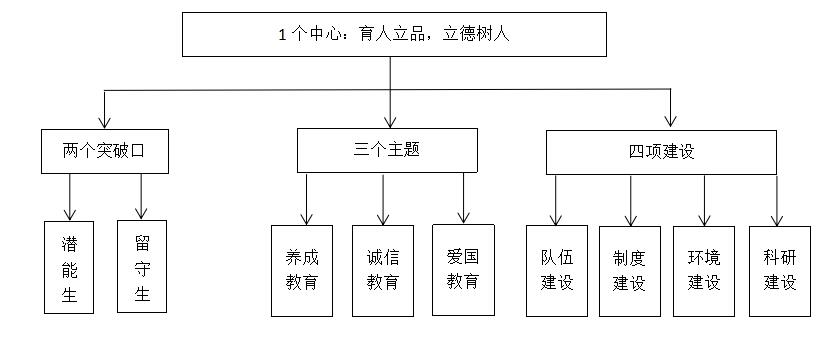 1个中心：育人立品，立德树人
两个突破口
三个主题
四项建设
潜能生
留守生
养成
教育
诚信
教育
爱国
教育
队伍
建设
制度
建设
环境
建设
科研
建设